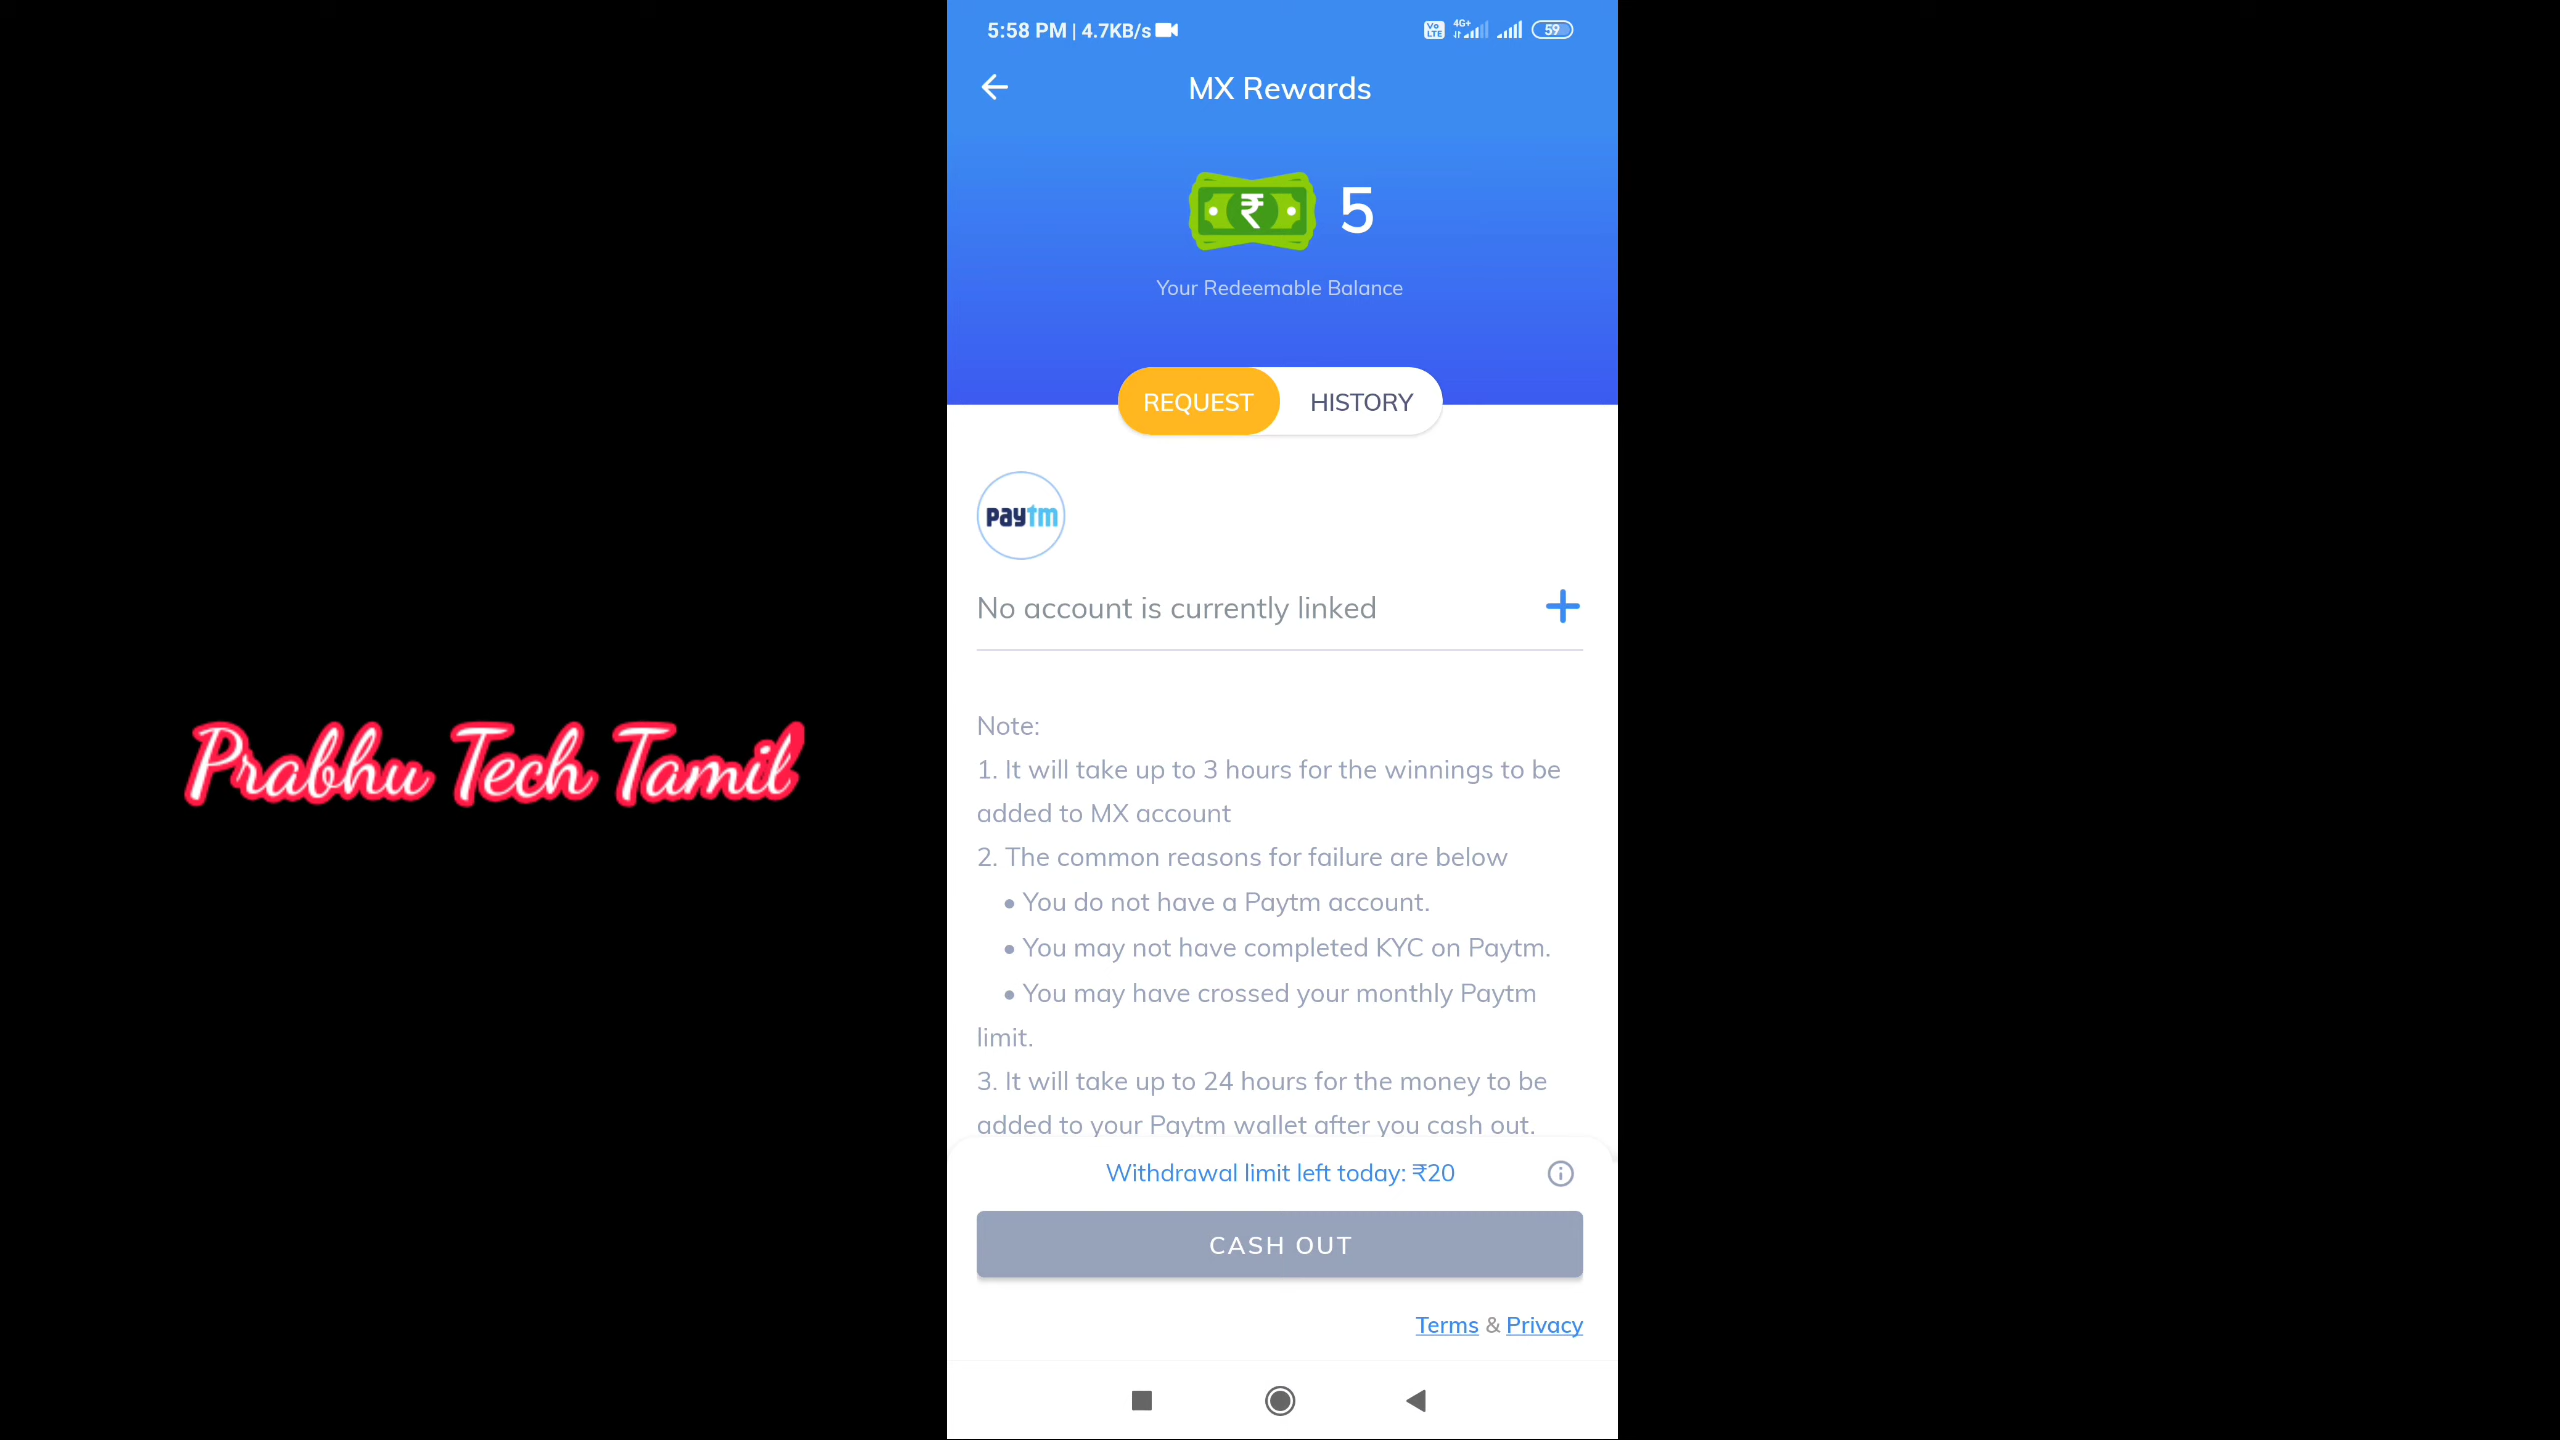 5:58 PM | 4.7KB/s
Vo LTE 4G+ 59
MX Rewards
₹ 5
Your Redeemable Balance
REQUEST HISTORY
paytm
No account is currently linked
Prabhu Tech Tamil
Note:
1. It will take up to 3 hours for the winnings to be
added to MX account
2. The common reasons for failure are below
• You do not have a Paytm account.
• You may not have completed KYC on Paytm.
• You may have crossed your monthly Paytm
limit.
3. It will take up to 24 hours for the money to be
added to your Paytm wallet after you cash out.
Withdrawal limit left today: ₹20
CASH OUT
Terms & Privacy